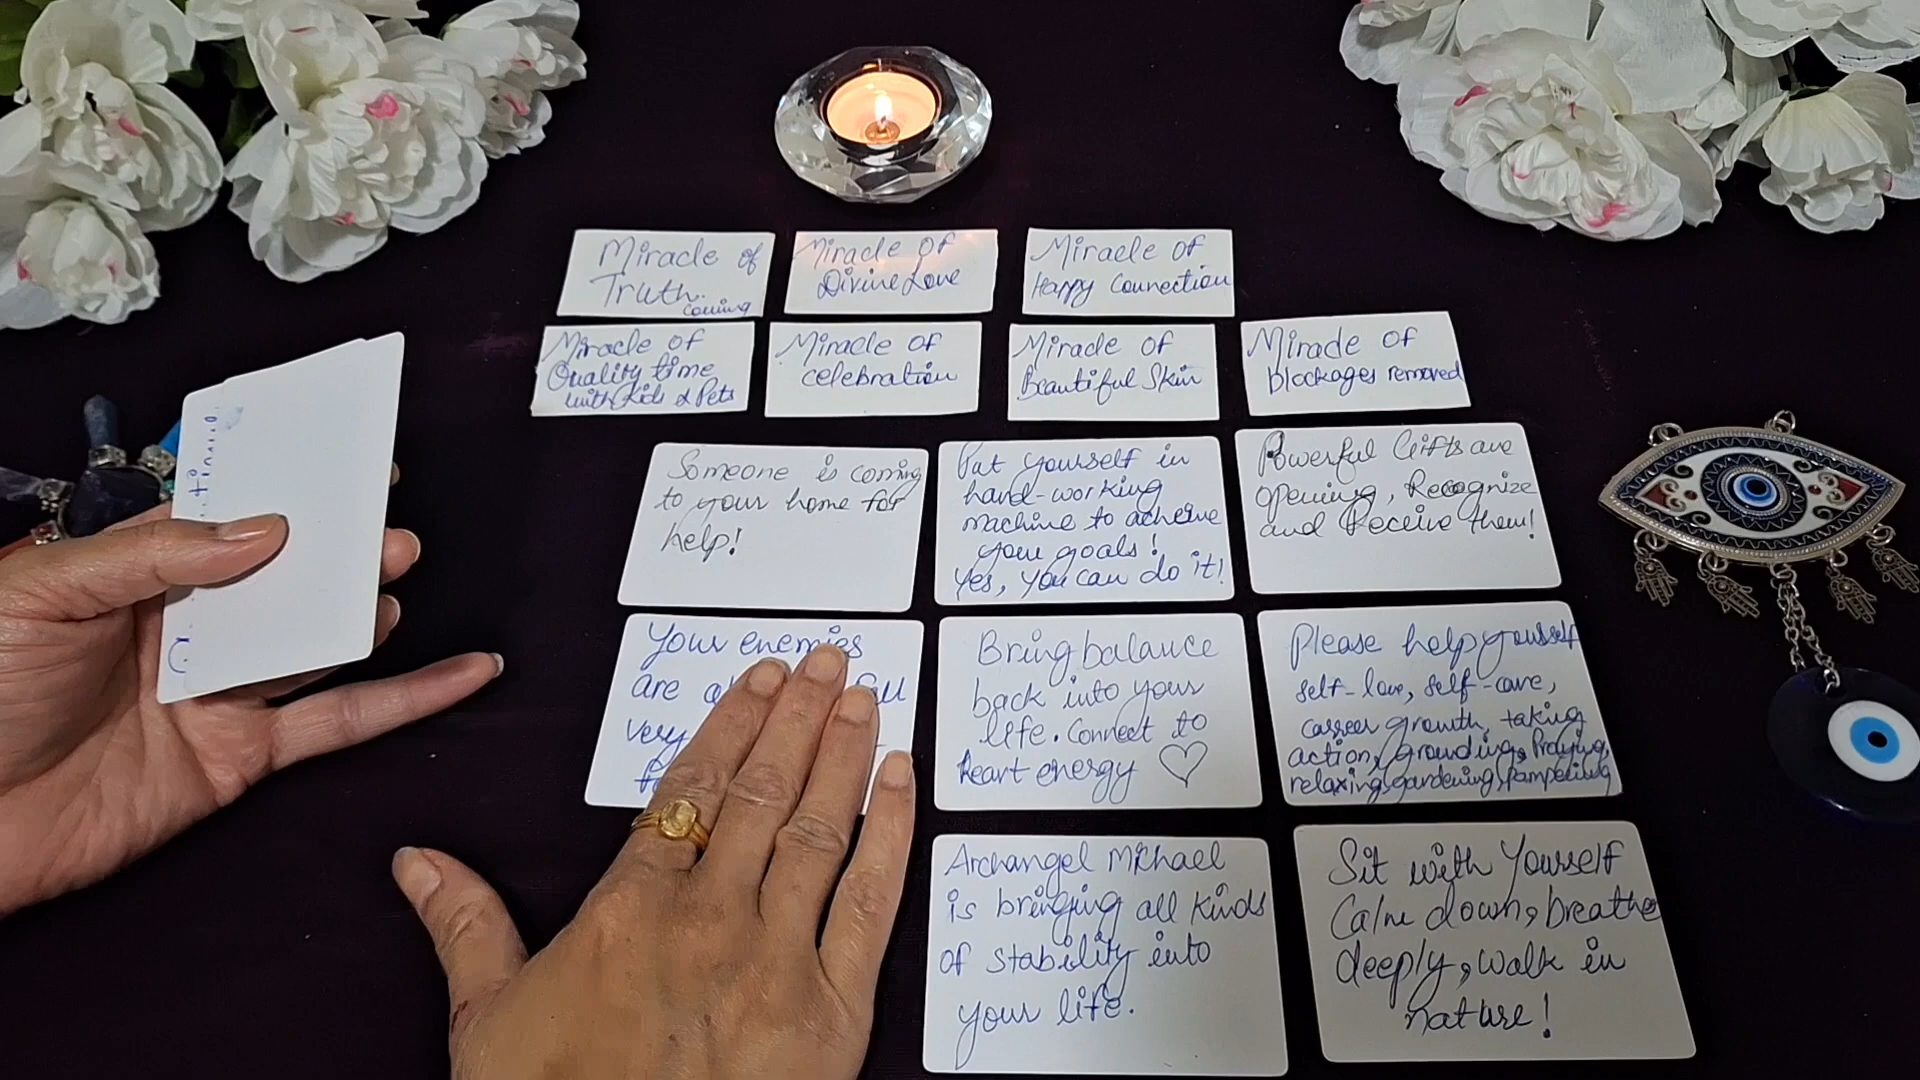 Miracle of
Truth.
coming
Miracle of
Divine Love
Miracle of
Happy Connection
Miracle of
Quality time
with Kids & Pets
Miracle of
celebration
Miracle of
Beautiful Skin
Miracle of
blockages removed
Someone is coming
to your home for
help!
Put yourself in
hard-working
machine to acheive
your goals!
Yes, you can do it!
Powerful Gifts are
opening, Recognize
and Receive them!
Your enemies
are
very
Bring balance
back into your
life. Connect to
Heart energy
Please help yourself
self-love, self-care,
carreer growth, taking
action, grounding, Praying,
relaxing, gardening, pampering
Archangel Michael
is bringing all kinds
of stability into
your life.
Sit with Yourself
Calm down, breathe
deeply, walk in
nature!